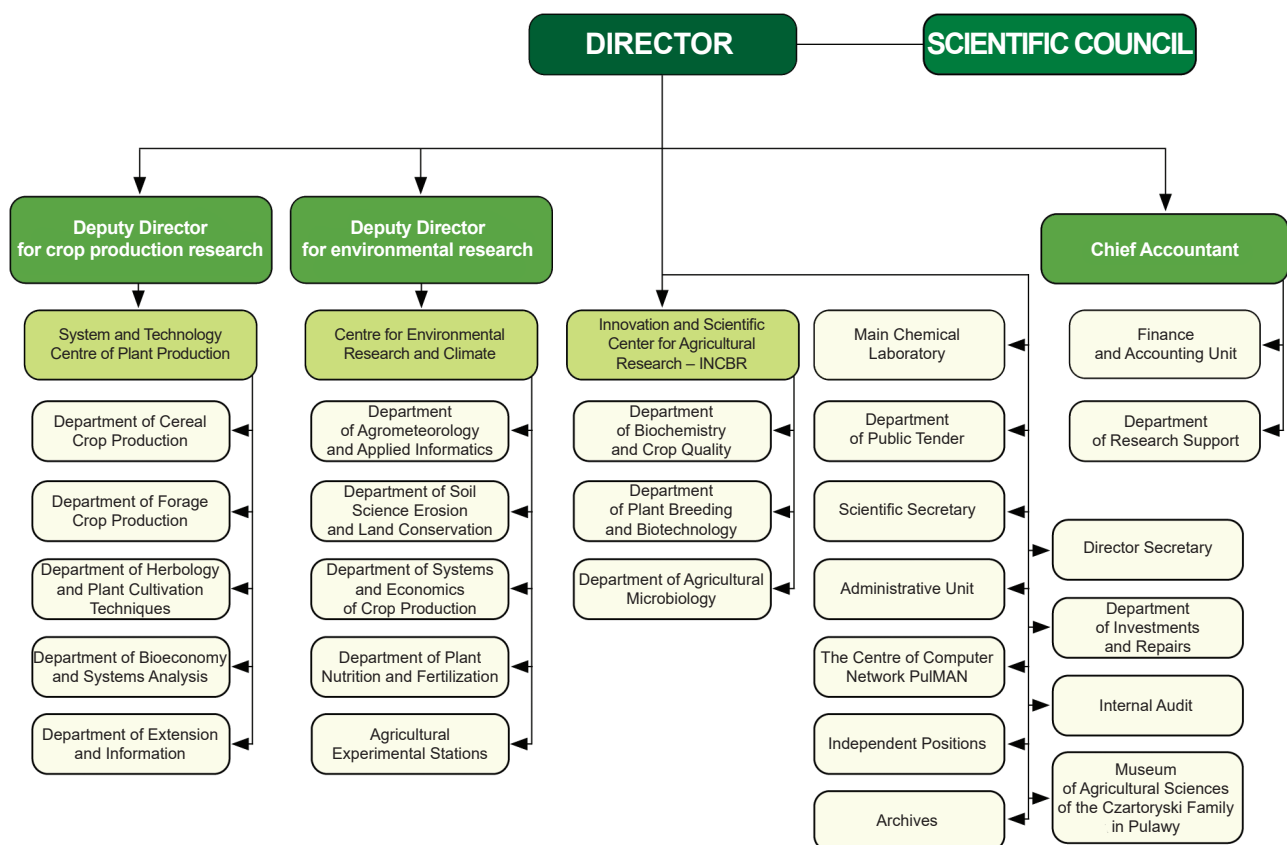 DIRECTOR
SCIENTIFIC COUNCIL
Deputy Director
for crop production research
Deputy Director
for environmental research
Chief Accountant
System and Technology
Centre of Plant Production
Department of Cereal
Crop Production
Department of Forage
Crop Production
Department of Herbology
and Plant Cultivation
Techniques
Department of Bioeconomy
and Systems Analysis
Department of Extension
and Information
Centre for Environmental
Research and Climate
Department
of Agrometeorology
and Applied Informatics
Department of Soil
Science Erosion
and Land Conservation
Department of Systems
and Economics
of Crop Production
Department of Plant
Nutrition and Fertilization
Agricultural
Experimental Stations
Innovation and Scientific
Center for Agricultural
Research – INCBR
Department
of Biochemistry
and Crop Quality
Department
of Plant Breeding
and Biotechnology
Department of Agricultural
Microbiology
Main Chemical
Laboratory
Department
of Public Tender
Scientific Secretary
Administrative Unit
The Centre of Computer
Network PulMAN
Independent Positions
Archives
Director Secretary
Department
of Investments
and Repairs
Internal Audit
Museum
of Agricultural Sciences
of the Czartoryski Family
in Pulawy
Finance
and Accounting Unit
Department
of Research Support